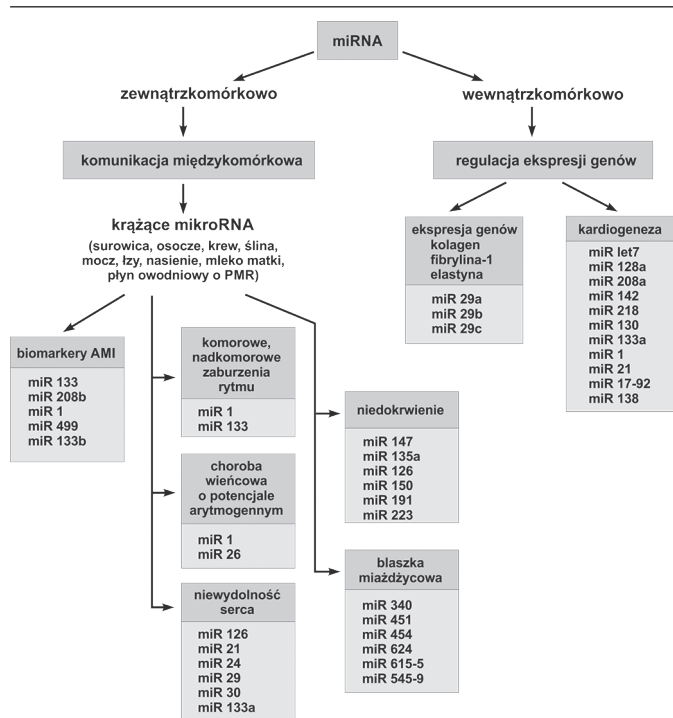 miRNA
zewnątrzkomórkowo
wewnątrzkomórkowo
komunikacja międzykomórkowa
regulacja ekspresji genów
krążące mikroRNA
(surowica, osocze, krew, ślina,
mocz, łzy, nasienie, mleko matki,
płyn owodniowy o PMR)
ekspresja genów
kolagen
fibrylina-1
elastyna
miR 29a
miR 29b
miR 29c
kardiogeneza
miR let7
miR 128a
miR 208a
miR 142
miR 218
miR 130
miR 133a
miR 1
miR 21
miR 17-92
miR 138
biomarkery AMI
miR 133
miR 208b
miR 1
miR 499
miR 133b
komorowe,
nadkomorowe
zaburzenia
rytmu
miR 1
miR 133
choroba
wieńcowa
o potencjale
arytmogennym
miR 1
miR 26
niewydolność
serca
miR 126
miR 21
miR 24
miR 29
miR 30
miR 133a
niedokrwienie
miR 147
miR 135a
miR 126
miR 150
miR 191
miR 223
blaszka
miażdżycowa
miR 340
miR 451
miR 454
miR 624
miR 615-5
miR 545-9